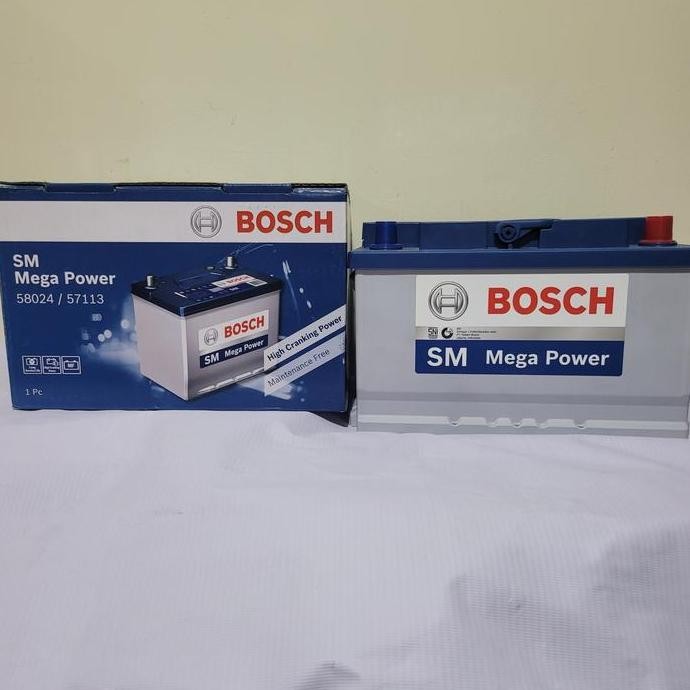 BOSCH
SM
Mega Power
58024 / 57113
BOSCH
SM Mega Power
High Cranking Power
Maintenance Free
1 Pc
BOSCH
SNI
SM Mega Power